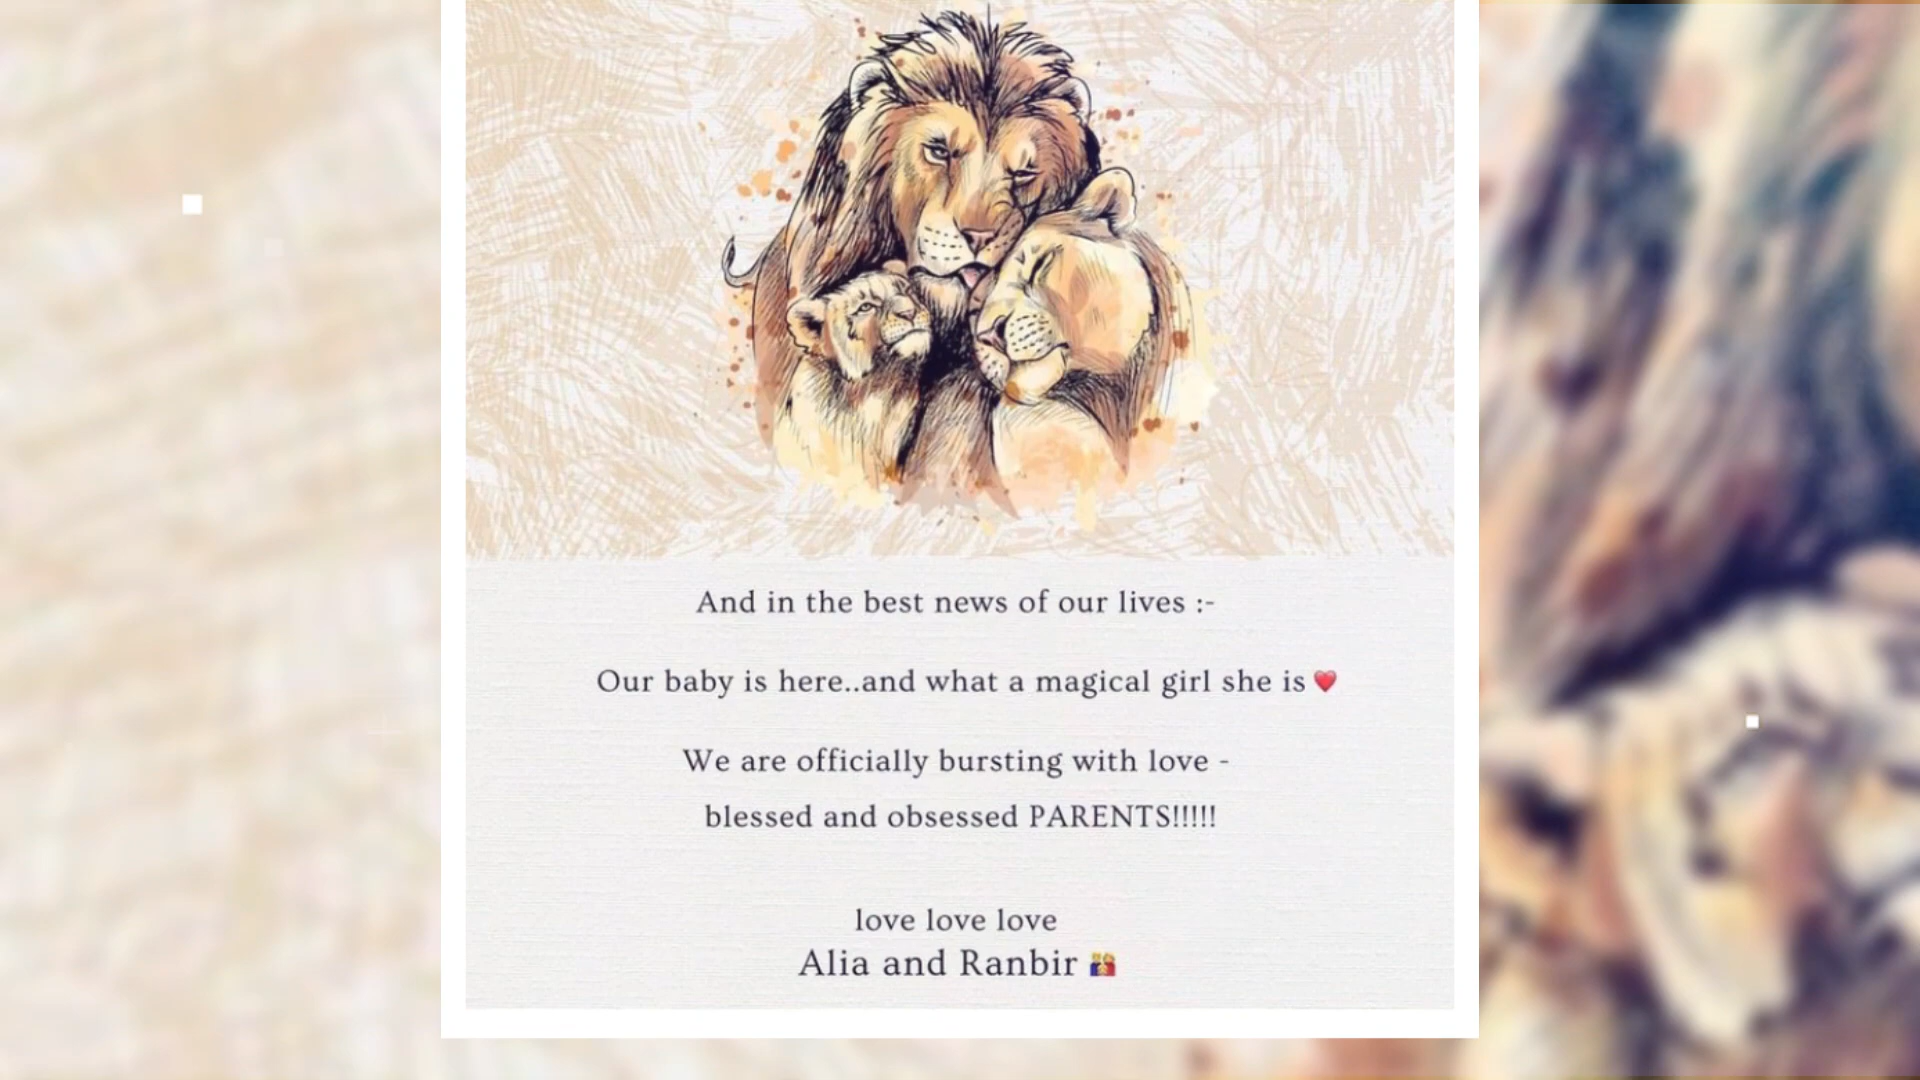 And in the best news of our lives :-
Our baby is here..and what a magical girl she is ❤️
We are officially bursting with love -
blessed and obsessed PARENTS!!!!!
love love love
Alia and Ranbir 👩‍❤️‍👨